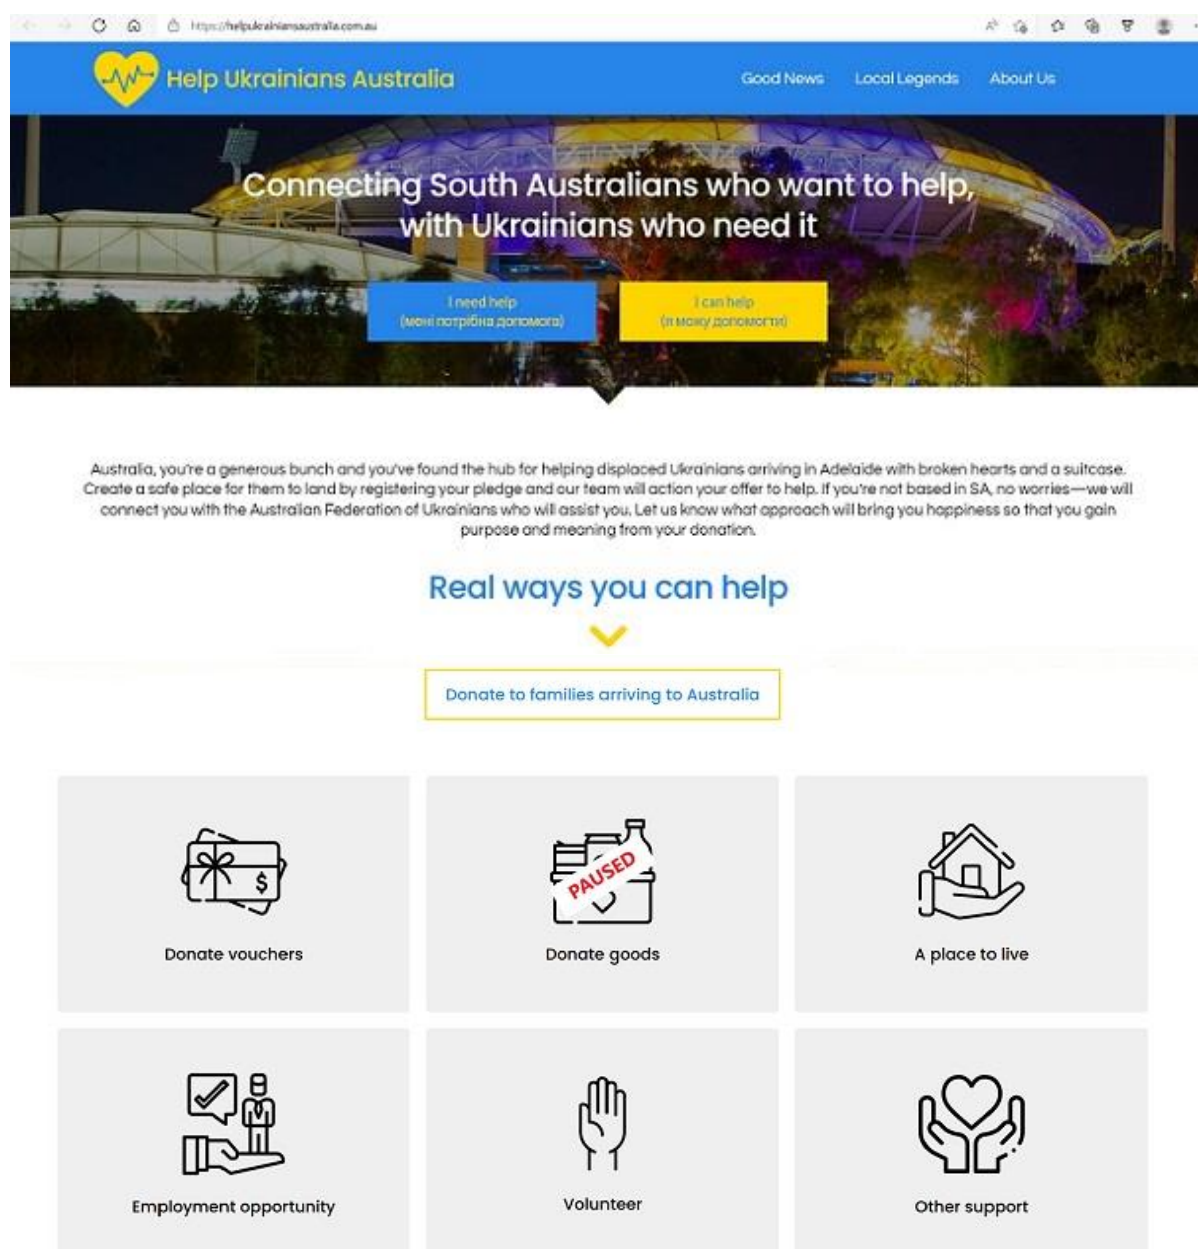 https://helpukrainiansaustralia.com.au
Help Ukrainians Australia
Good News
Local Legends
About Us
Connecting South Australians who want to help,
with Ukrainians who need it
I need help
(мені потрібна допомога)
I can help
(я можу допомогти)
Australia, you're a generous bunch and you've found the hub for helping displaced Ukrainians arriving in Adelaide with broken hearts and a suitcase.
Create a safe place for them to land by registering your pledge and our team will action your offer to help. If you're not based in SA, no worries—we will
connect you with the Australian Federation of Ukrainians who will assist you. Let us know what approach will bring you happiness so that you gain
purpose and meaning from your donation.
Real ways you can help
Donate to families arriving to Australia
$
PAUSED
Donate vouchers
Donate goods
A place to live
Employment opportunity
Volunteer
Other support